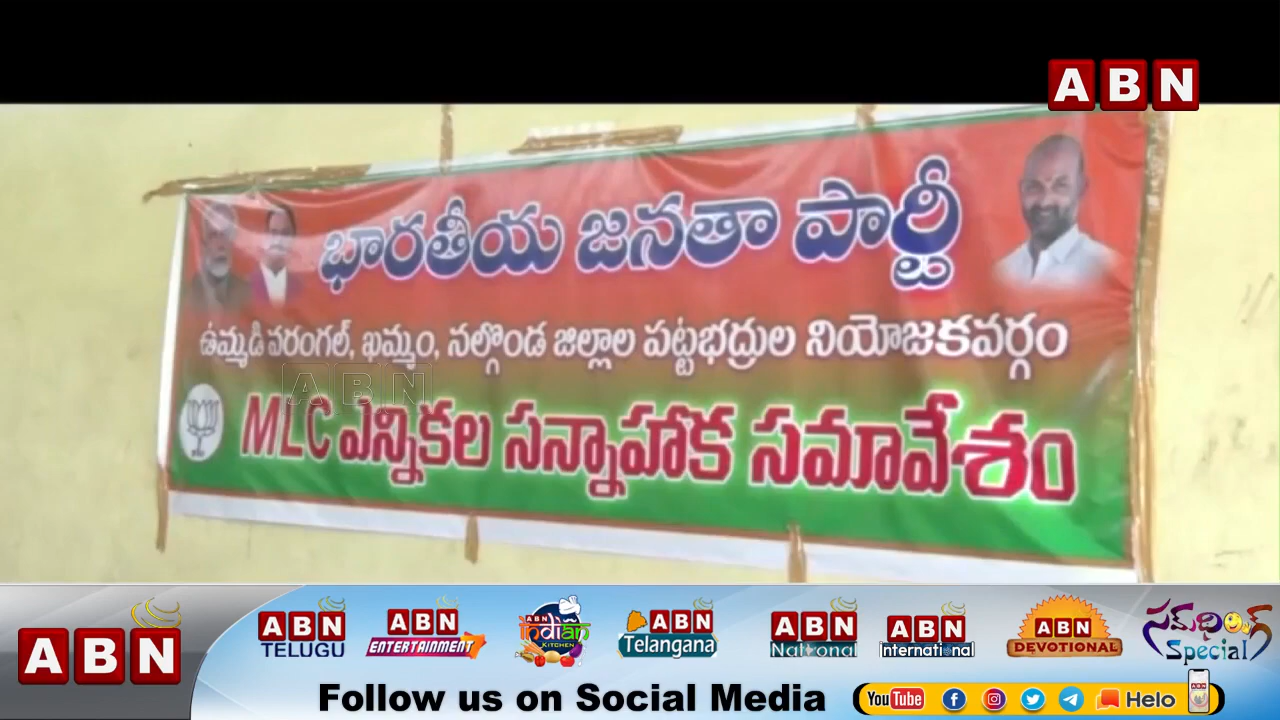 ABN
భారతీయ జనతా పార్టీ
ఉమ్మడి వరంగల్, ఖమ్మం, నల్గొండ జిల్లాల పట్టభద్రుల నియోజకవర్గం
ABN
MLC ఎన్నికల సన్నాహాక సమావేశం
ABN
ABN TELUGU
ABN ENTERTAINMENT
ABN Indian KITCHEN
ABN Telangana
ABN National
ABN International
ABN DEVOTIONAL
సమ్‌థింగ్ Special
Follow us on Social Media
YouTube
Helo